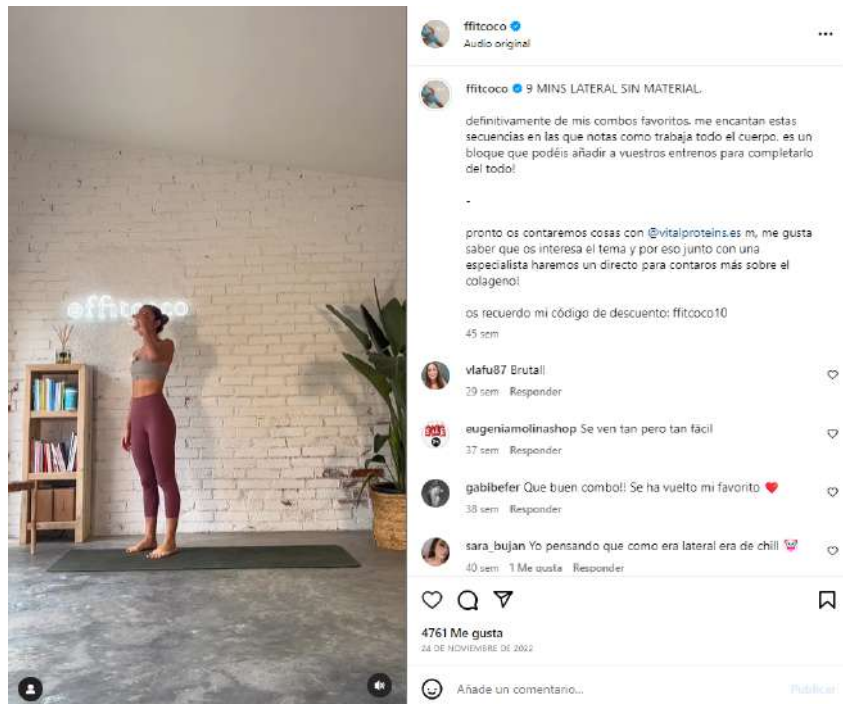 ffitcoco
Audio original
ffitcoco 9 MINS LATERAL SIN MATERIAL.
definitivamente de mis combos favoritos. me encantan estas
secuencias en las que notas como trabaja todo el cuerpo, es un
bloque que podéis añadir a vuestros entrenos para completarlo
del todo!
-
pronto os contaremos cosas con @vitalproteins.es m, me gusta
saber que os interesa el tema y por eso junto con una
especialista haremos un directo para contaros más sobre el
colageno!
os recuerdo mi código de descuento: ffitcoco10
45 sem
vlafu87 Brutal!
29 sem Responder
eugeniamolinashop Se ven tan pero tan fácil
37 sem Responder
gabibefer Que buen combo!! Se ha vuelto mi favorito ❤️
38 sem Responder
sara_bujan Yo pensando que como era lateral era de chill 🤡
40 sem 1 Me gusta Responder
4761 Me gusta
24 DE NOVIEMBRE DE 2022
Añade un comentario...
Publicar